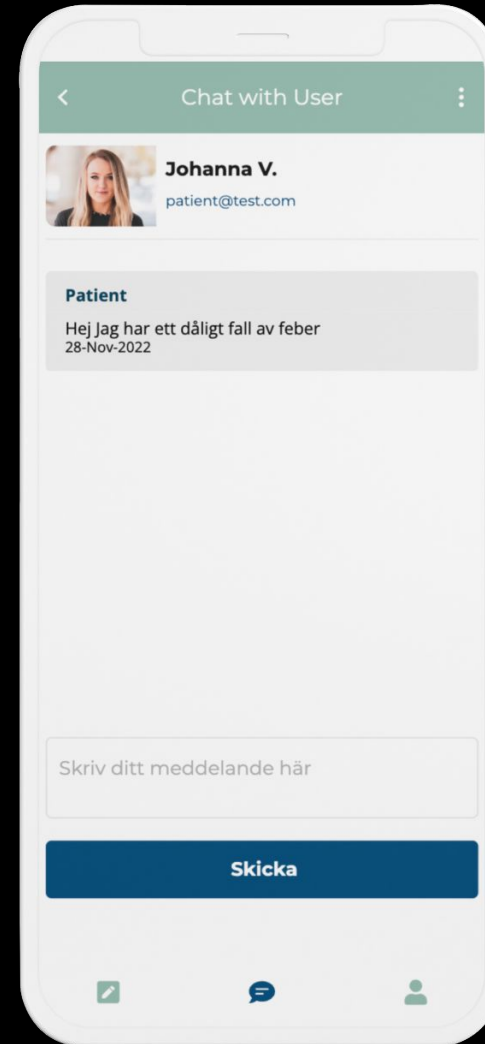 Chat with User
Johanna V.
patient@test.com
Patient
Hej Jag har ett dåligt fall av feber
28-Nov-2022
Skriv ditt meddelande här
Skicka